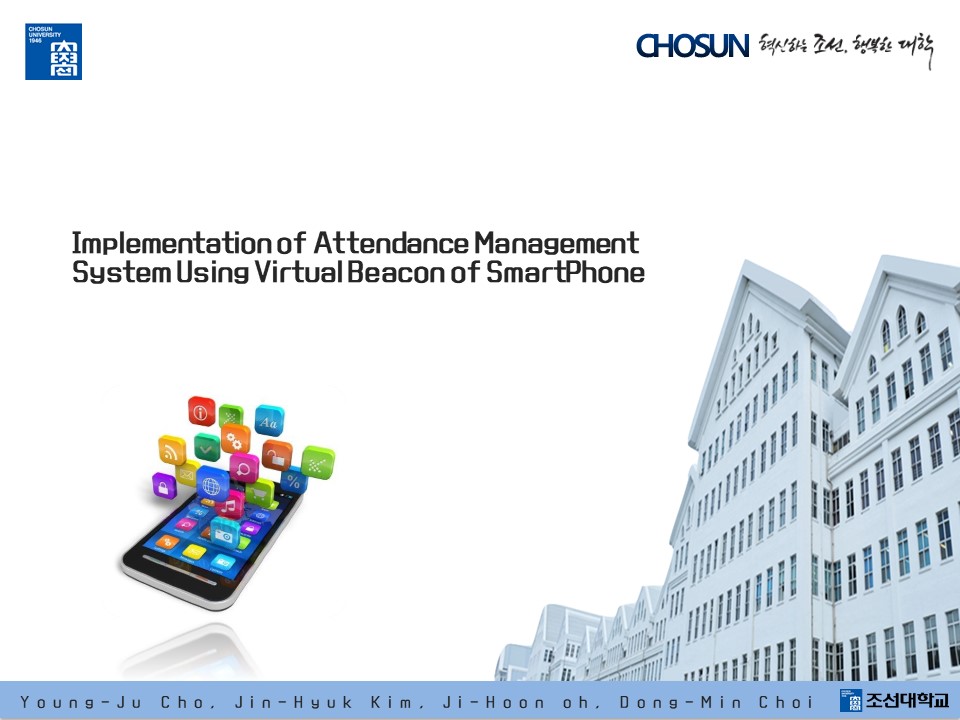 CHOSUN
UNIVERSITY
1946
CHOSUN 혁신하는 조선, 행복한 대학
Implementation of Attendance Management
System Using Virtual Beacon of SmartPhone
Aa
%
Young-Ju Cho, Jin-Hyuk Kim, Ji-Hoon oh, Dong-Min Choi
조선대학교